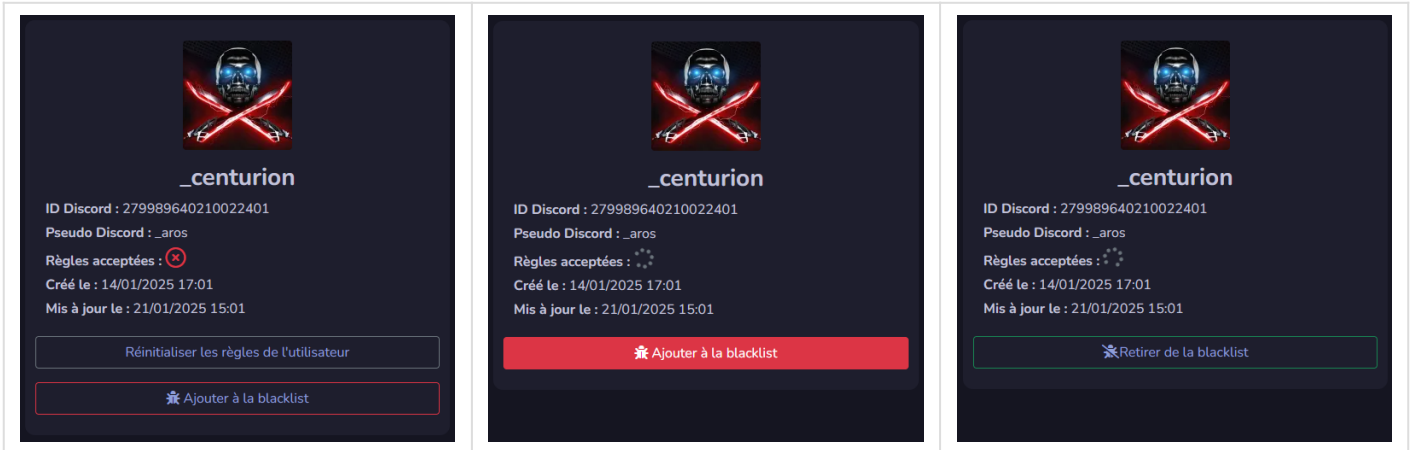 _centurion
ID Discord : 279989640210022401
Pseudo Discord : _aros
Règles acceptées :
Créé le : 14/01/2025 17:01
Mis à jour le : 21/01/2025 15:01
Réinitialiser les règles de l'utilisateur
Ajouter à la blacklist
_centurion
ID Discord : 279989640210022401
Pseudo Discord : _aros
Règles acceptées :
Créé le : 14/01/2025 17:01
Mis à jour le : 21/01/2025 15:01
Ajouter à la blacklist
_centurion
ID Discord : 279989640210022401
Pseudo Discord : _aros
Règles acceptées :
Créé le : 14/01/2025 17:01
Mis à jour le : 21/01/2025 15:01
Retirer de la blacklist